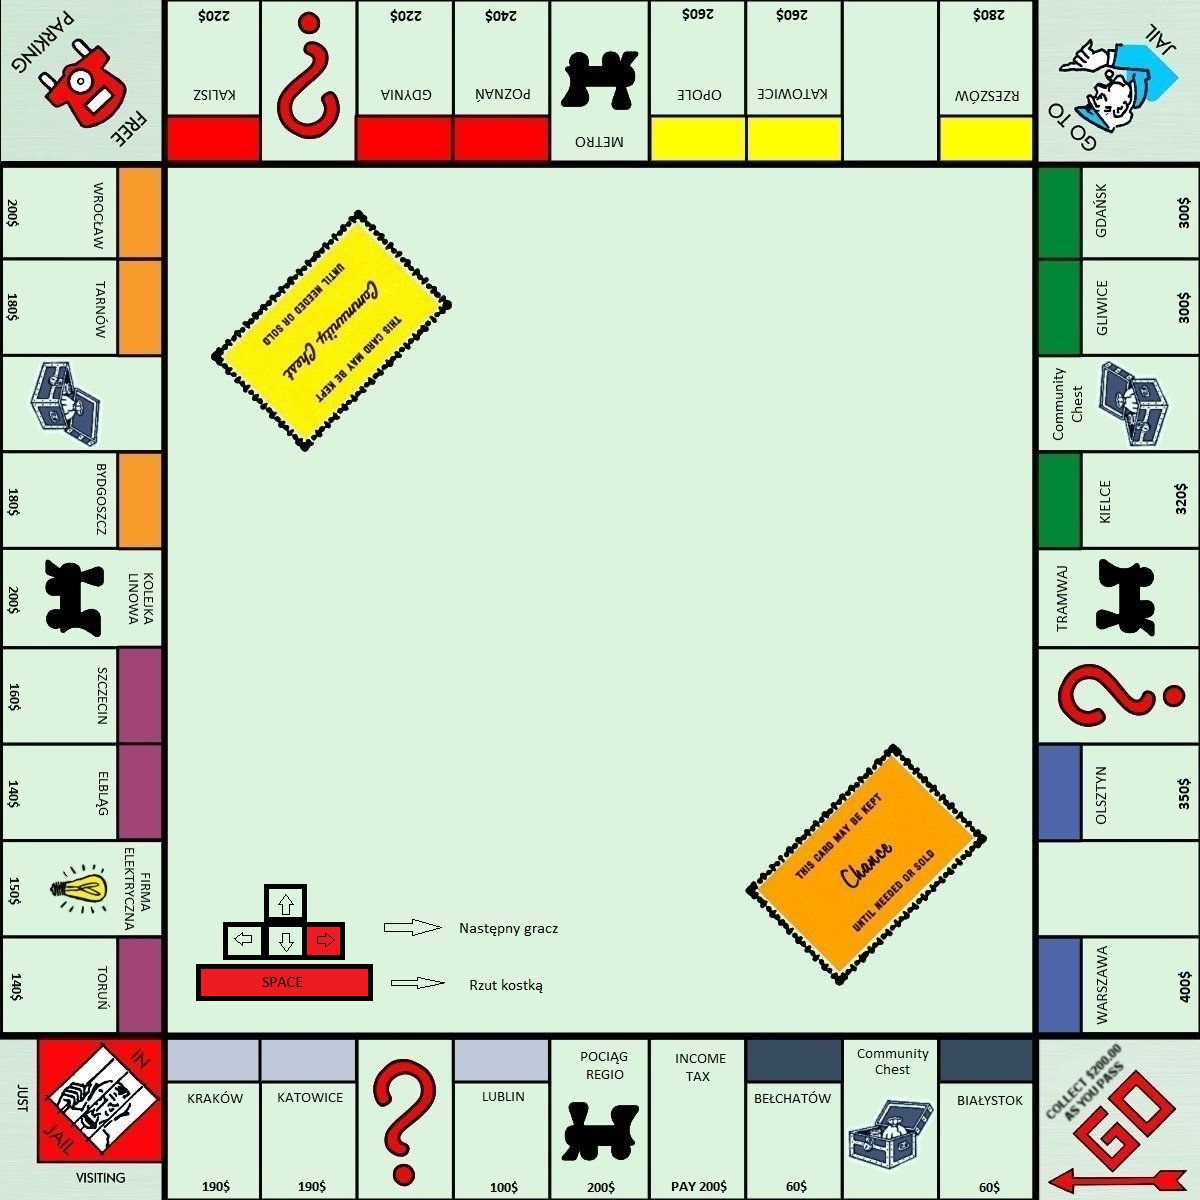 FREE
PARKING
220$
KALISZ
220$
GDYNIA
240$
POZNAŃ
METRO
260$
OPOLE
260$
KATOWICE
280$
RZESZÓW
GO TO
JAIL
WROCŁAW
200$
TARNÓW
180$
BYDGOSZCZ
180$
KOLEJKA
LINOWA
200$
SZCZECIN
160$
ELBLĄG
140$
FIRMA
ELEKTRYCZNA
150$
TORUŃ
140$
THIS CARD MAY BE KEPT
Community Chest
UNTIL NEEDED OR SOLD
GDAŃSK
300$
GLIWICE
300$
Community
Chest
KIELCE
320$
TRAMWAJ
OLSZTYN
350$
WARSZAWA
400$
THIS CARD MAY BE KEPT
Chance
UNTIL NEEDED OR SOLD
Następny gracz
SPACE
Rzut kostką
JUST
VISITING
IN
JAIL
KRAKÓW
190$
KATOWICE
190$
LUBLIN
100$
POCIĄG
REGIO
200$
INCOME
TAX
PAY 200$
BEŁCHATÓW
60$
Community
Chest
BIAŁYSTOK
60$
COLLECT $200.00
AS YOU PASS
GO